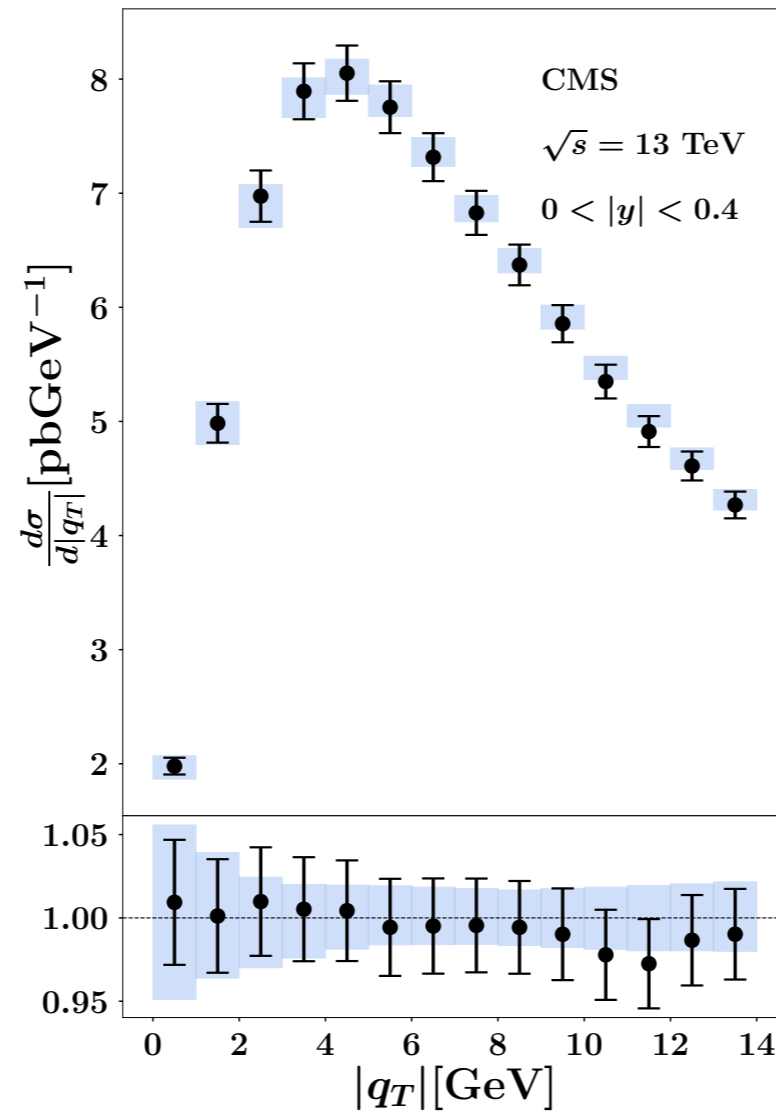 CMS
√s = 13 TeV
0 < |y| < 0.4
dσ/d|q_T| [pbGeV⁻¹]
8
7
6
5
4
3
2
1.05
1.00
0.95
0 2 4 6 8 10 12 14
|q_T|[GeV]